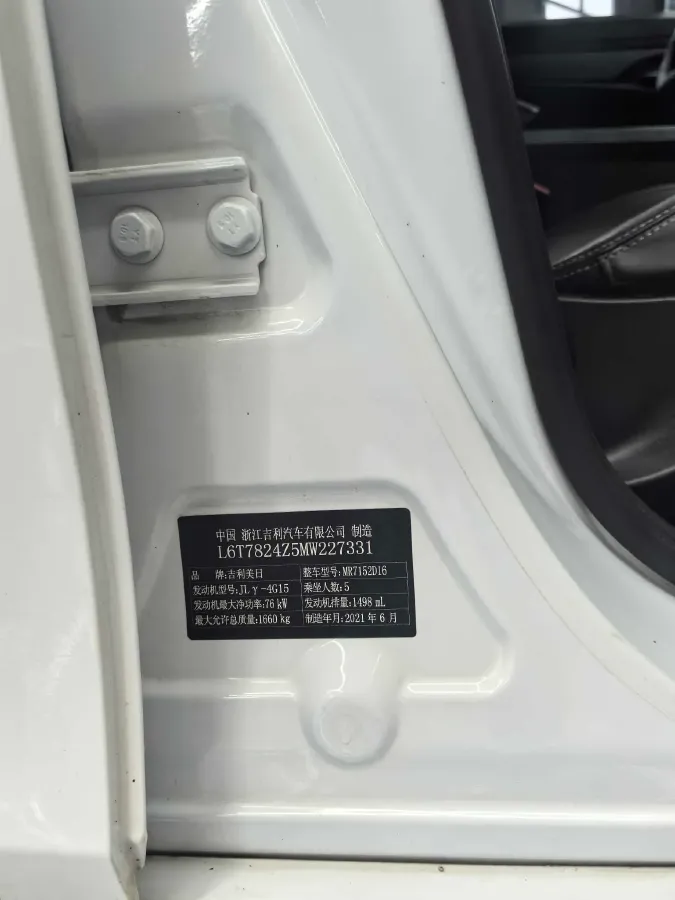 中国 浙江吉利汽车有限公司 制造
L6T7824Z5MW227331
品 牌:吉利美日 整车型号:MR7152D16
发动机型号:JLγ-4G15 乘坐人数:5
发动机最大净功率:76 kW 发动机排量:1498 mL
最大允许总质量:1660 kg 制造年月:2021 年 6 月